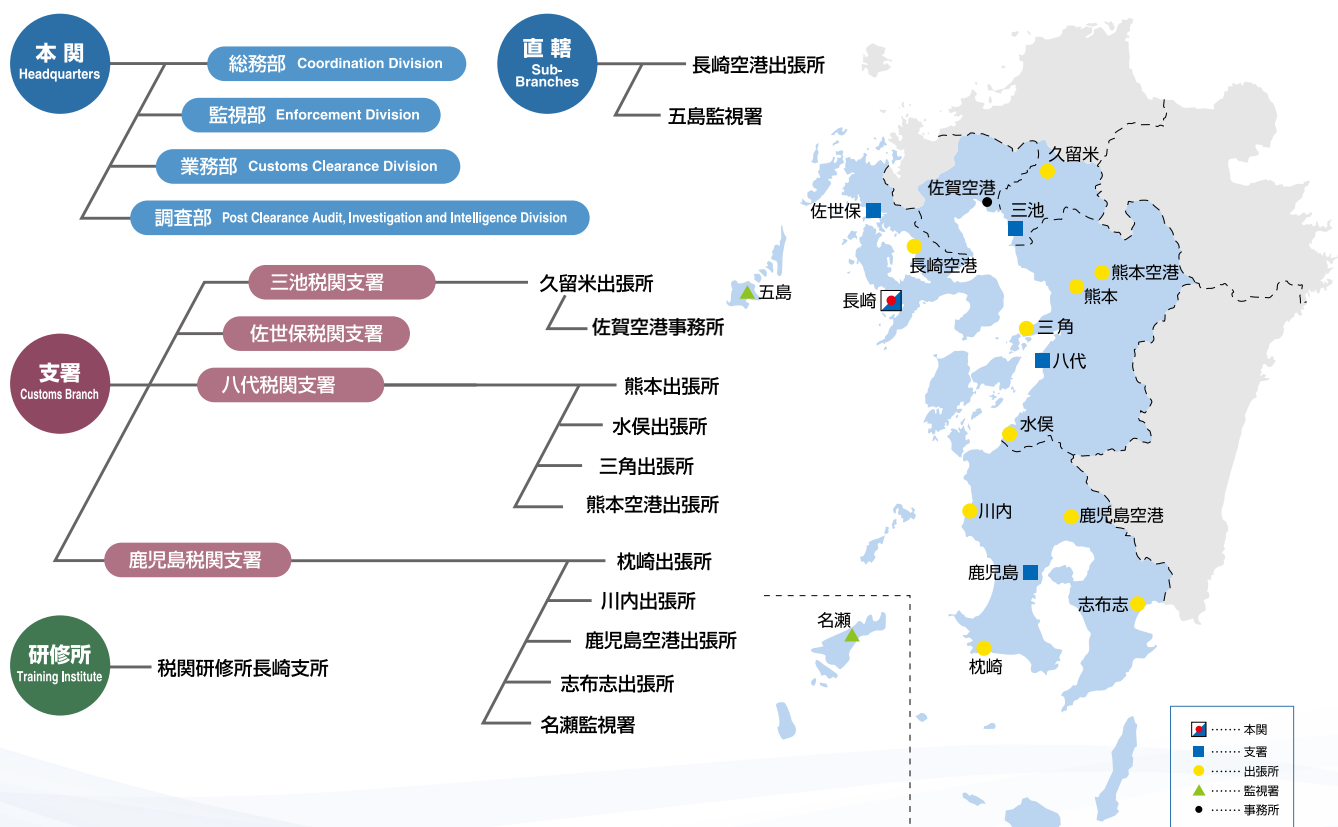 本関
Headquarters
総務部 Coordination Division
監視部 Enforcement Division
業務部 Customs Clearance Division
調査部 Post Clearance Audit, Investigation and Intelligence Division
直轄
Sub-
Branches
長崎空港出張所
五島監視署
支署
Customs Branch
三池税関支署
久留米出張所
佐賀空港事務所
佐世保税関支署
八代税関支署
熊本出張所
水俣出張所
三角出張所
熊本空港出張所
鹿児島税関支署
枕崎出張所
川内出張所
鹿児島空港出張所
志布志出張所
名瀬監視署
研修所
Training Institute
税関研修所長崎支所
久留米
佐賀空港
佐世保
三池
長崎空港
熊本空港
五島
熊本
長崎
三角
八代
水俣
川内
鹿児島空港
鹿児島
志布志
名瀬
枕崎
……… 本関
……… 支署
……… 出張所
……… 監視署
……… 事務所